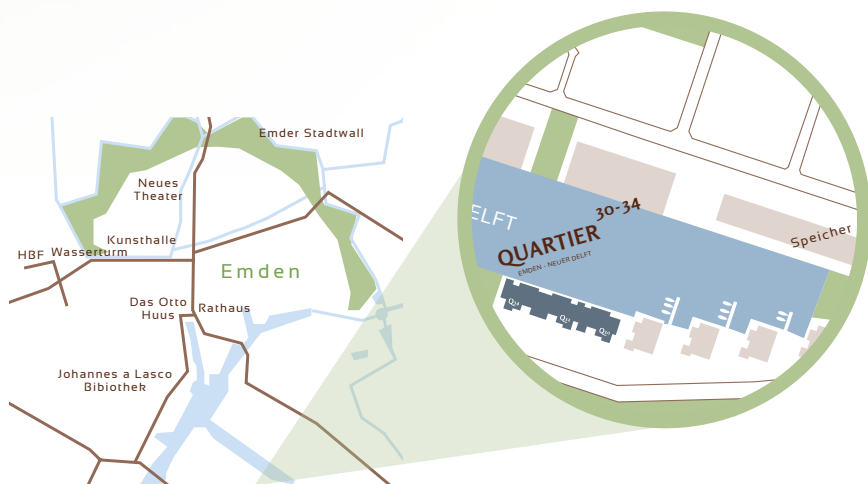 Emder Stadtwall
Neues
Theater
Kunsthalle
HBF
Wasserturm
Emden
Das Otto
Huus
Rathaus
Johannes a Lasco
Bibiothek
ELFT
30-34
QUARTIER
EMDEN - NEUER DELFT
Speicher